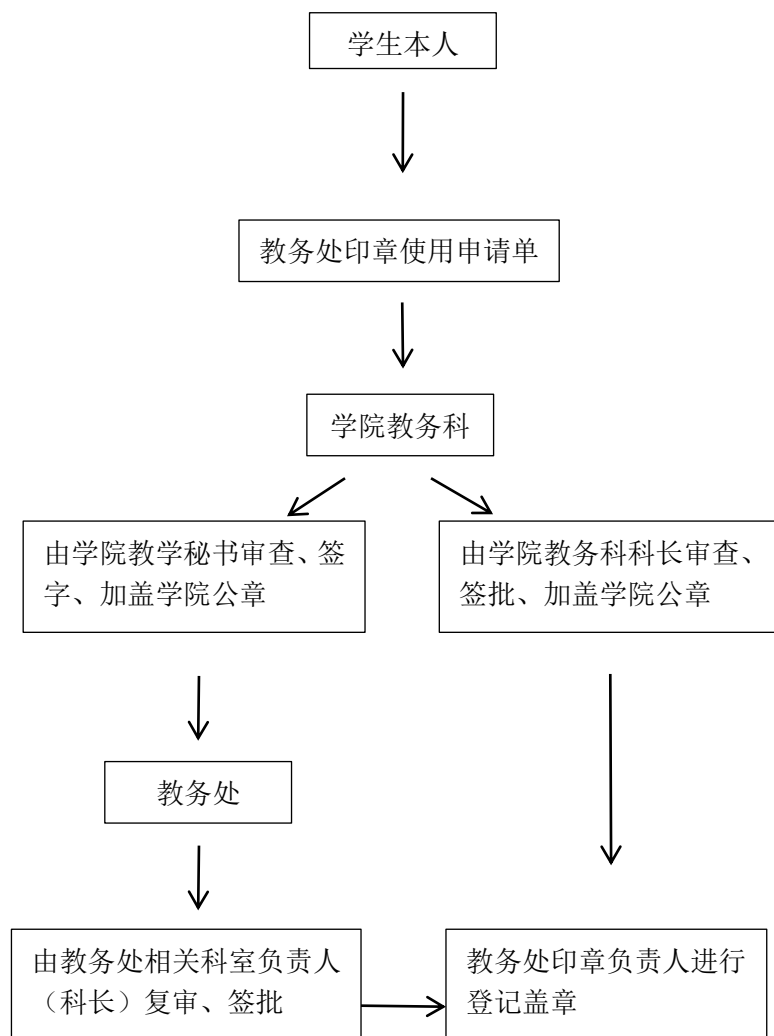 学生本人
教务处印章使用申请单
学院教务科
由学院教学秘书审查、签
字、加盖学院公章
由学院教务科科长审查、
签批、加盖学院公章
教务处
由教务处相关科室负责人
（科长）复审、签批
教务处印章负责人进行
登记盖章